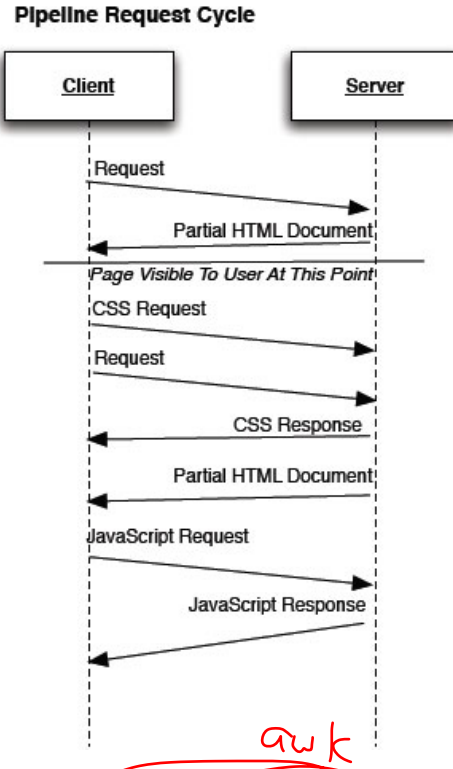 Pipeline Request Cycle
Client
Server
Request
Partial HTML Document
Page Visible To User At This Point
CSS Request
Request
CSS Response
Partial HTML Document
JavaScript Request
JavaScript Response
awk